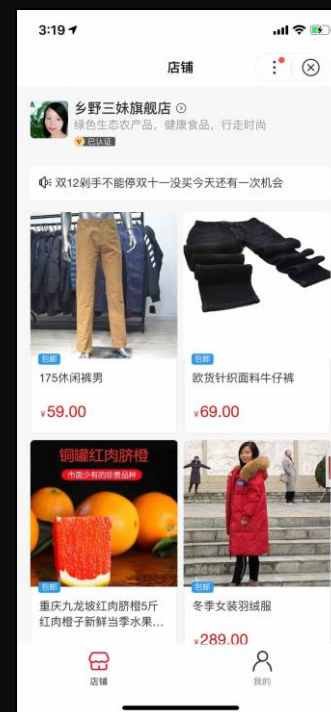 3:19
店铺
乡野三妹旗舰店
绿色生态农产品，健康食品，行走时尚
已认证
双12剁手不能停双十一没买今天还有一次机会
包邮
包邮
175休闲裤男
欧货针织面料牛仔裤
¥59.00
¥69.00
铜罐红肉脐橙
市面少有的珍贵品种
包邮
包邮
重庆九龙坡红肉脐橙5斤
红肉橙子新鲜当季水果...
冬季女装羽绒服
¥289.00
店铺
我的